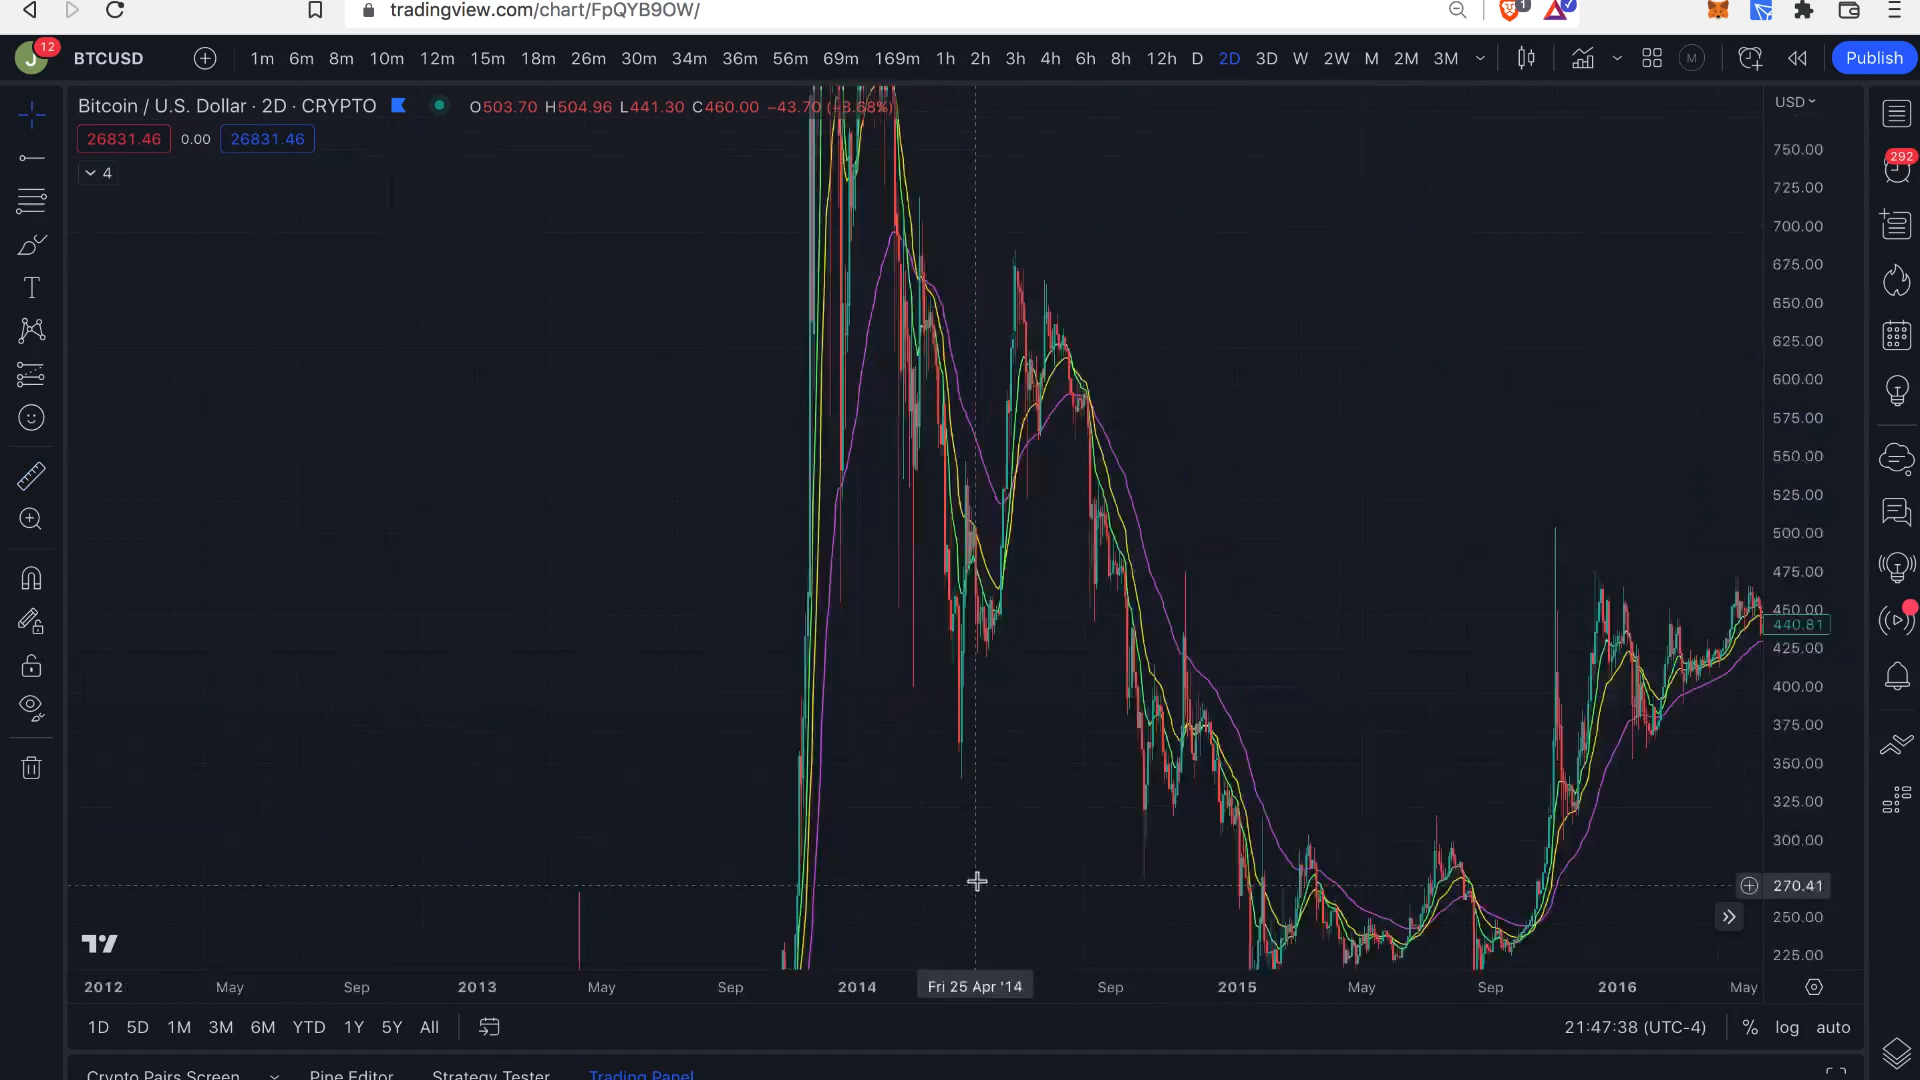 tradingview.com/chart/FpQYB9OW/
1
J
12
BTCUSD
1m 6m 8m 10m 12m 15m 18m 26m 30m 34m 36m 56m 69m 169m 1h 2h 3h 4h 6h 8h 12h D 2D 3D W 2W M 2M 3M
M
Publish
Bitcoin / U.S. Dollar · 2D · CRYPTO
O503.70 H504.96 L441.30 C460.00 −43.70 (−8.68%)
USD
26831.46 0.00 26831.46
4
292
750.00
725.00
700.00
675.00
650.00
625.00
600.00
575.00
550.00
525.00
500.00
475.00
450.00
440.81
425.00
400.00
375.00
350.00
325.00
300.00
270.41
250.00
225.00
2012 May Sep 2013 May Sep 2014 Fri 25 Apr '14 Sep 2015 May Sep 2016 May
1D 5D 1M 3M 6M YTD 1Y 5Y All
21:47:38 (UTC-4) % log auto
Crypto Pairs Screen Pine Editor Strategy Tester Trading Panel